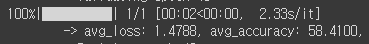 100%|██████████| 1/1 [00:02<00:00, 2.33s/it]
-> avg_loss: 1.4788, avg_accuracy: 58.4100,